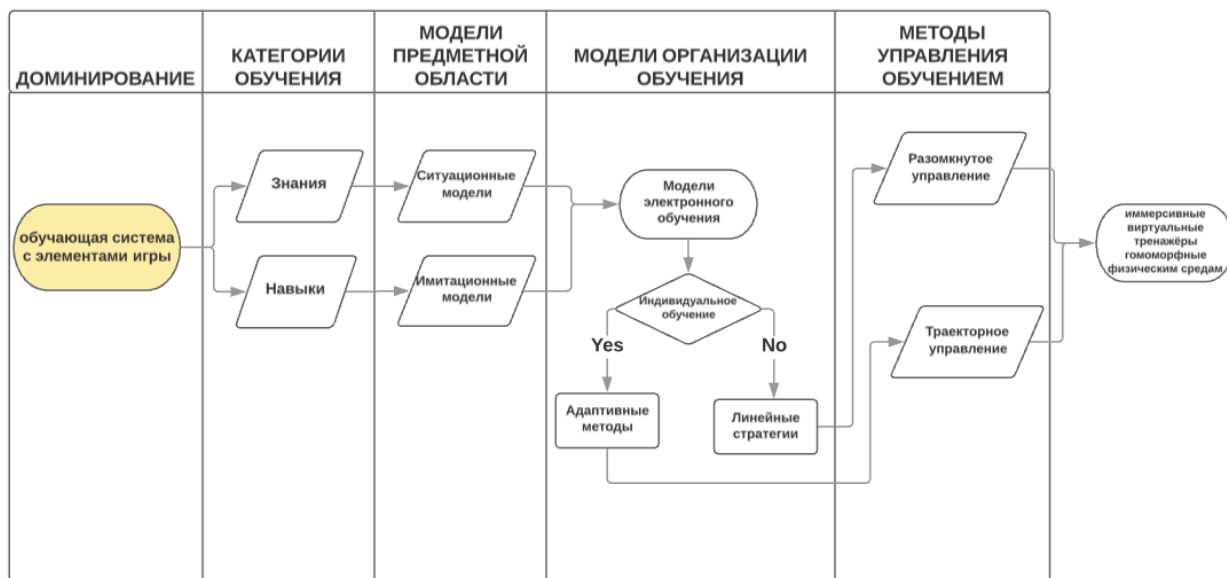 ДОМИНИРОВАНИЕ
КАТЕГОРИИ
ОБУЧЕНИЯ
МОДЕЛИ
ПРЕДМЕТНОЙ
ОБЛАСТИ
МОДЕЛИ ОРГАНИЗАЦИИ
ОБУЧЕНИЯ
МЕТОДЫ
УПРАВЛЕНИЯ
ОБУЧЕНИЕМ
обучающая система
с элементами игры
Знания
Навыки
Ситуационные
модели
Имитационные
модели
Модели
электронного
обучения
Индивидуальное
обучение
Yes
No
Адаптивные
методы
Линейные
стратегии
Разомкнутое
управление
Траекторное
управление
иммерсивные
виртуальные
тренажёры
гомоморфные
физическим средам